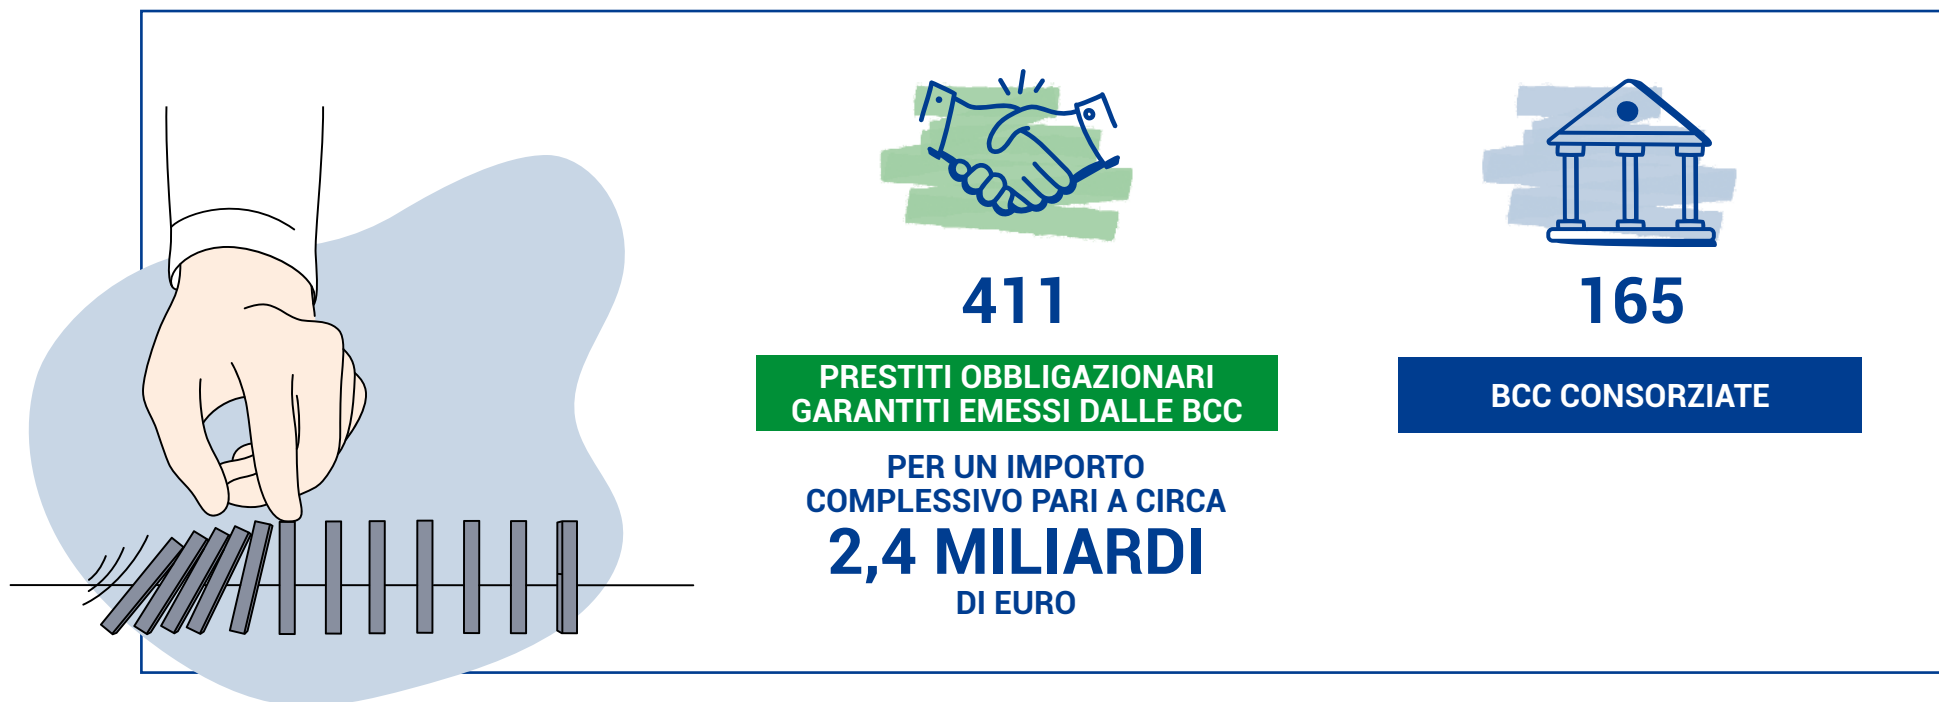 411
PRESTITI OBBLIGAZIONARI
GARANTITI EMESSI DALLE BCC
PER UN IMPORTO
COMPLESSIVO PARI A CIRCA
2,4 MILIARDI
DI EURO
165
BCC CONSORZIATE